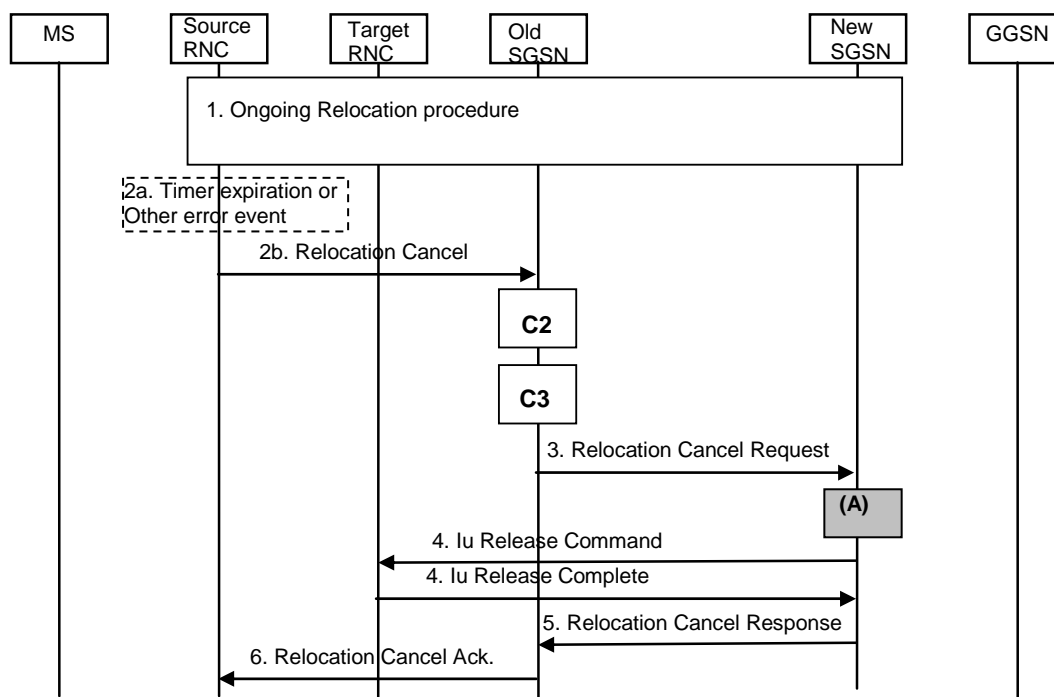 MS
Source
RNC
Target
RNC
Old
SGSN
New
SGSN
GGSN
1. Ongoing Relocation procedure
2a. Timer expiration or
Other error event
2b. Relocation Cancel
C2
C3
3. Relocation Cancel Request
(A)
4. Iu Release Command
4. Iu Release Complete
5. Relocation Cancel Response
6. Relocation Cancel Ack.